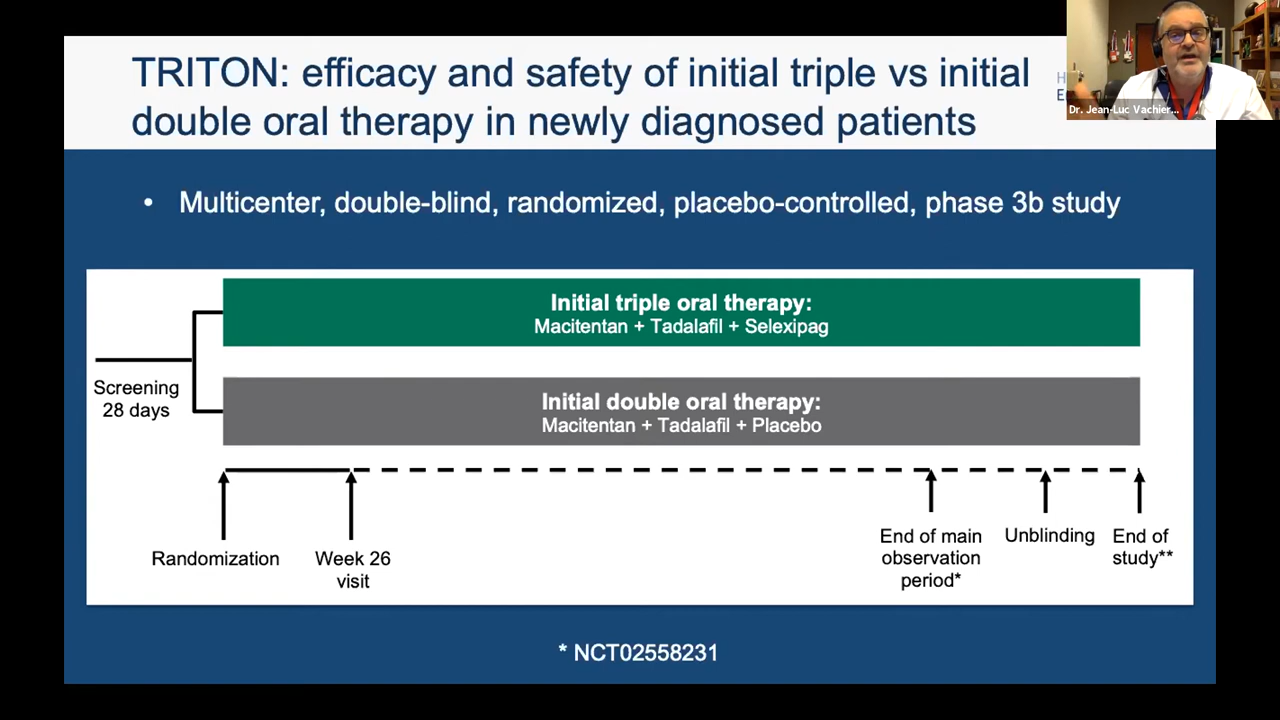 TRITON: efficacy and safety of initial triple vs initial
double oral therapy in newly diagnosed patients
H
E
Dr. Jean-Luc Vachier...
• Multicenter, double-blind, randomized, placebo-controlled, phase 3b study
Initial triple oral therapy:
Macitentan + Tadalafil + Selexipag
Screening
28 days
Initial double oral therapy:
Macitentan + Tadalafil + Placebo
Randomization
Week 26
visit
End of main
observation
period*
Unblinding
End of
study**
* NCT02558231